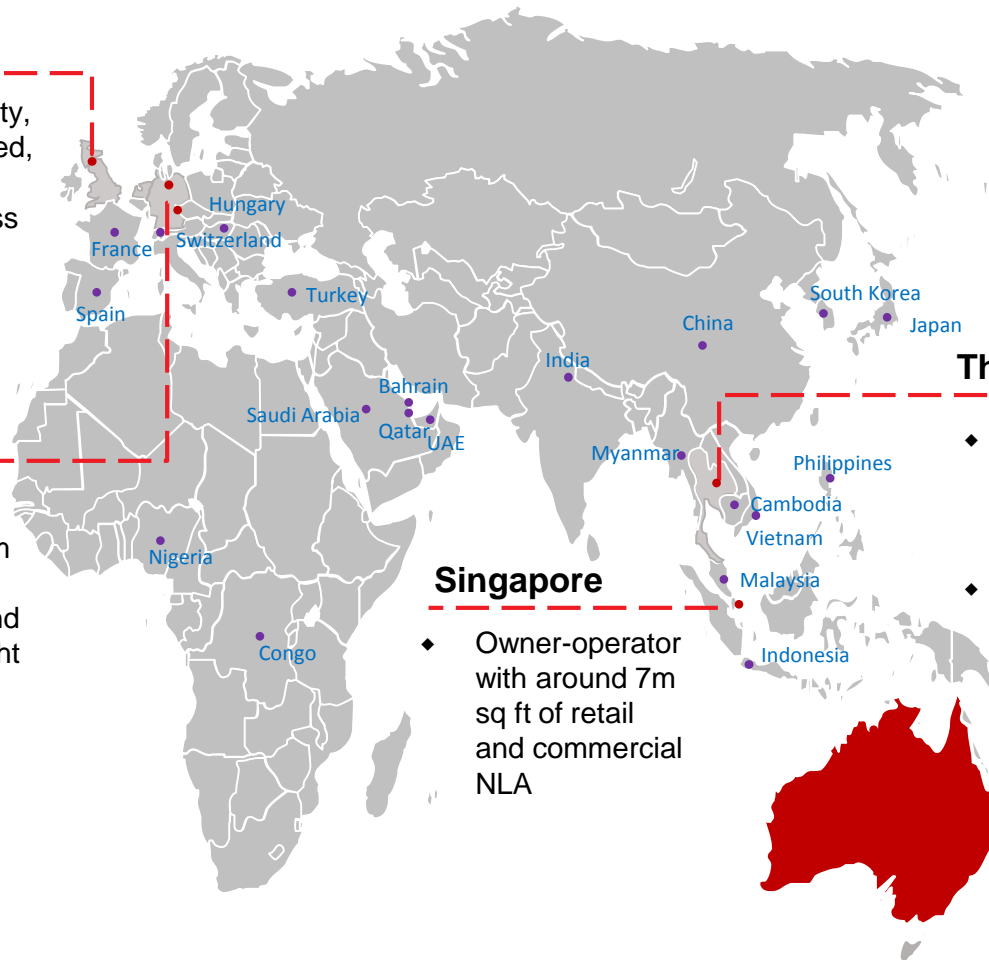 ty,
ed,
ss
Hungary
France
Switzerland
Spain
Turkey
South Korea
Japan
China
India
Th
Bahrain
Saudi Arabia
Qatar
UAE
Myanmar
Philippines
Cambodia
Vietnam
Nigeria
m
nd
ht
Congo
Malaysia
Indonesia
Singapore
◆ Owner-operator
with around 7m
sq ft of retail
and commercial
NLA
◆
◆